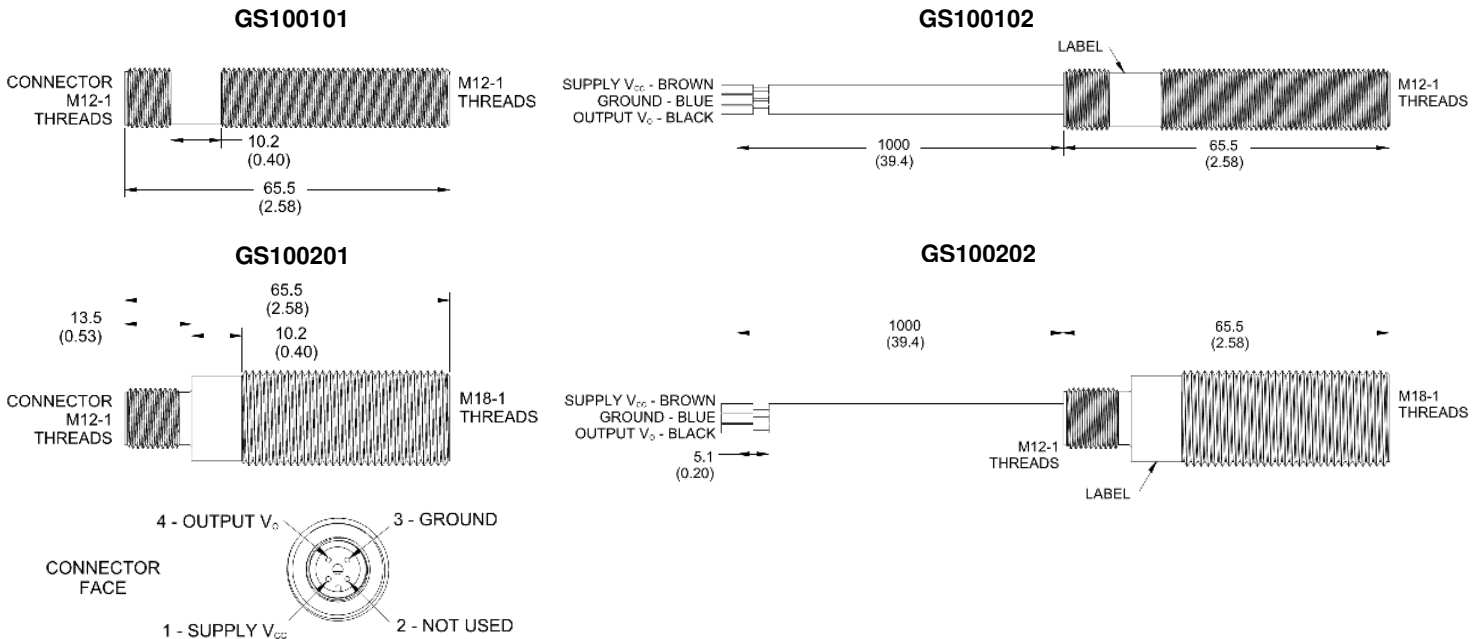 GS100101
CONNECTOR
M12-1
THREADS
M12-1
THREADS
10.2
(0.40)
65.5
(2.58)
GS100102
LABEL
SUPPLY Vcc - BROWN
GROUND - BLUE
OUTPUT Vo - BLACK
M12-1
THREADS
1000
(39.4)
65.5
(2.58)
GS100201
65.5
(2.58)
13.5
(0.53)
10.2
(0.40)
CONNECTOR
M12-1
THREADS
M18-1
THREADS
GS100202
1000
(39.4)
65.5
(2.58)
SUPPLY Vcc - BROWN
GROUND - BLUE
OUTPUT Vo - BLACK
M18-1
THREADS
5.1
(0.20)
M12-1
THREADS
LABEL
4 - OUTPUT Vo
3 - GROUND
CONNECTOR
FACE
1 - SUPPLY Vcc
2 - NOT USED